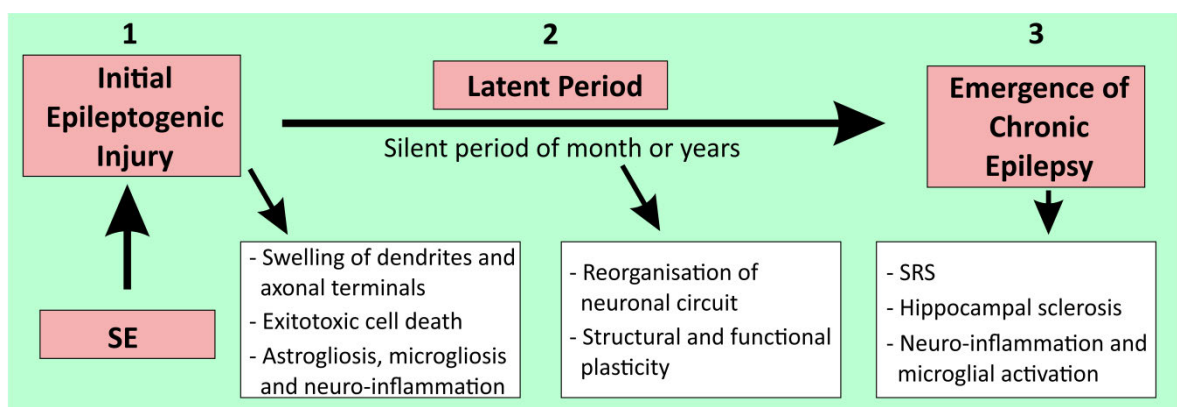 1
Initial
Epileptogenic
Injury
SE
- Swelling of dendrites and
axonal terminals
- Exitotoxic cell death
- Astrogliosis, microgliosis
and neuro-inflammation
2
Latent Period
Silent period of month or years
- Reorganisation of
neuronal circuit
- Structural and functional
plasticity
3
Emergence of
Chronic
Epilepsy
- SRS
- Hippocampal sclerosis
- Neuro-inflammation and
microglial activation